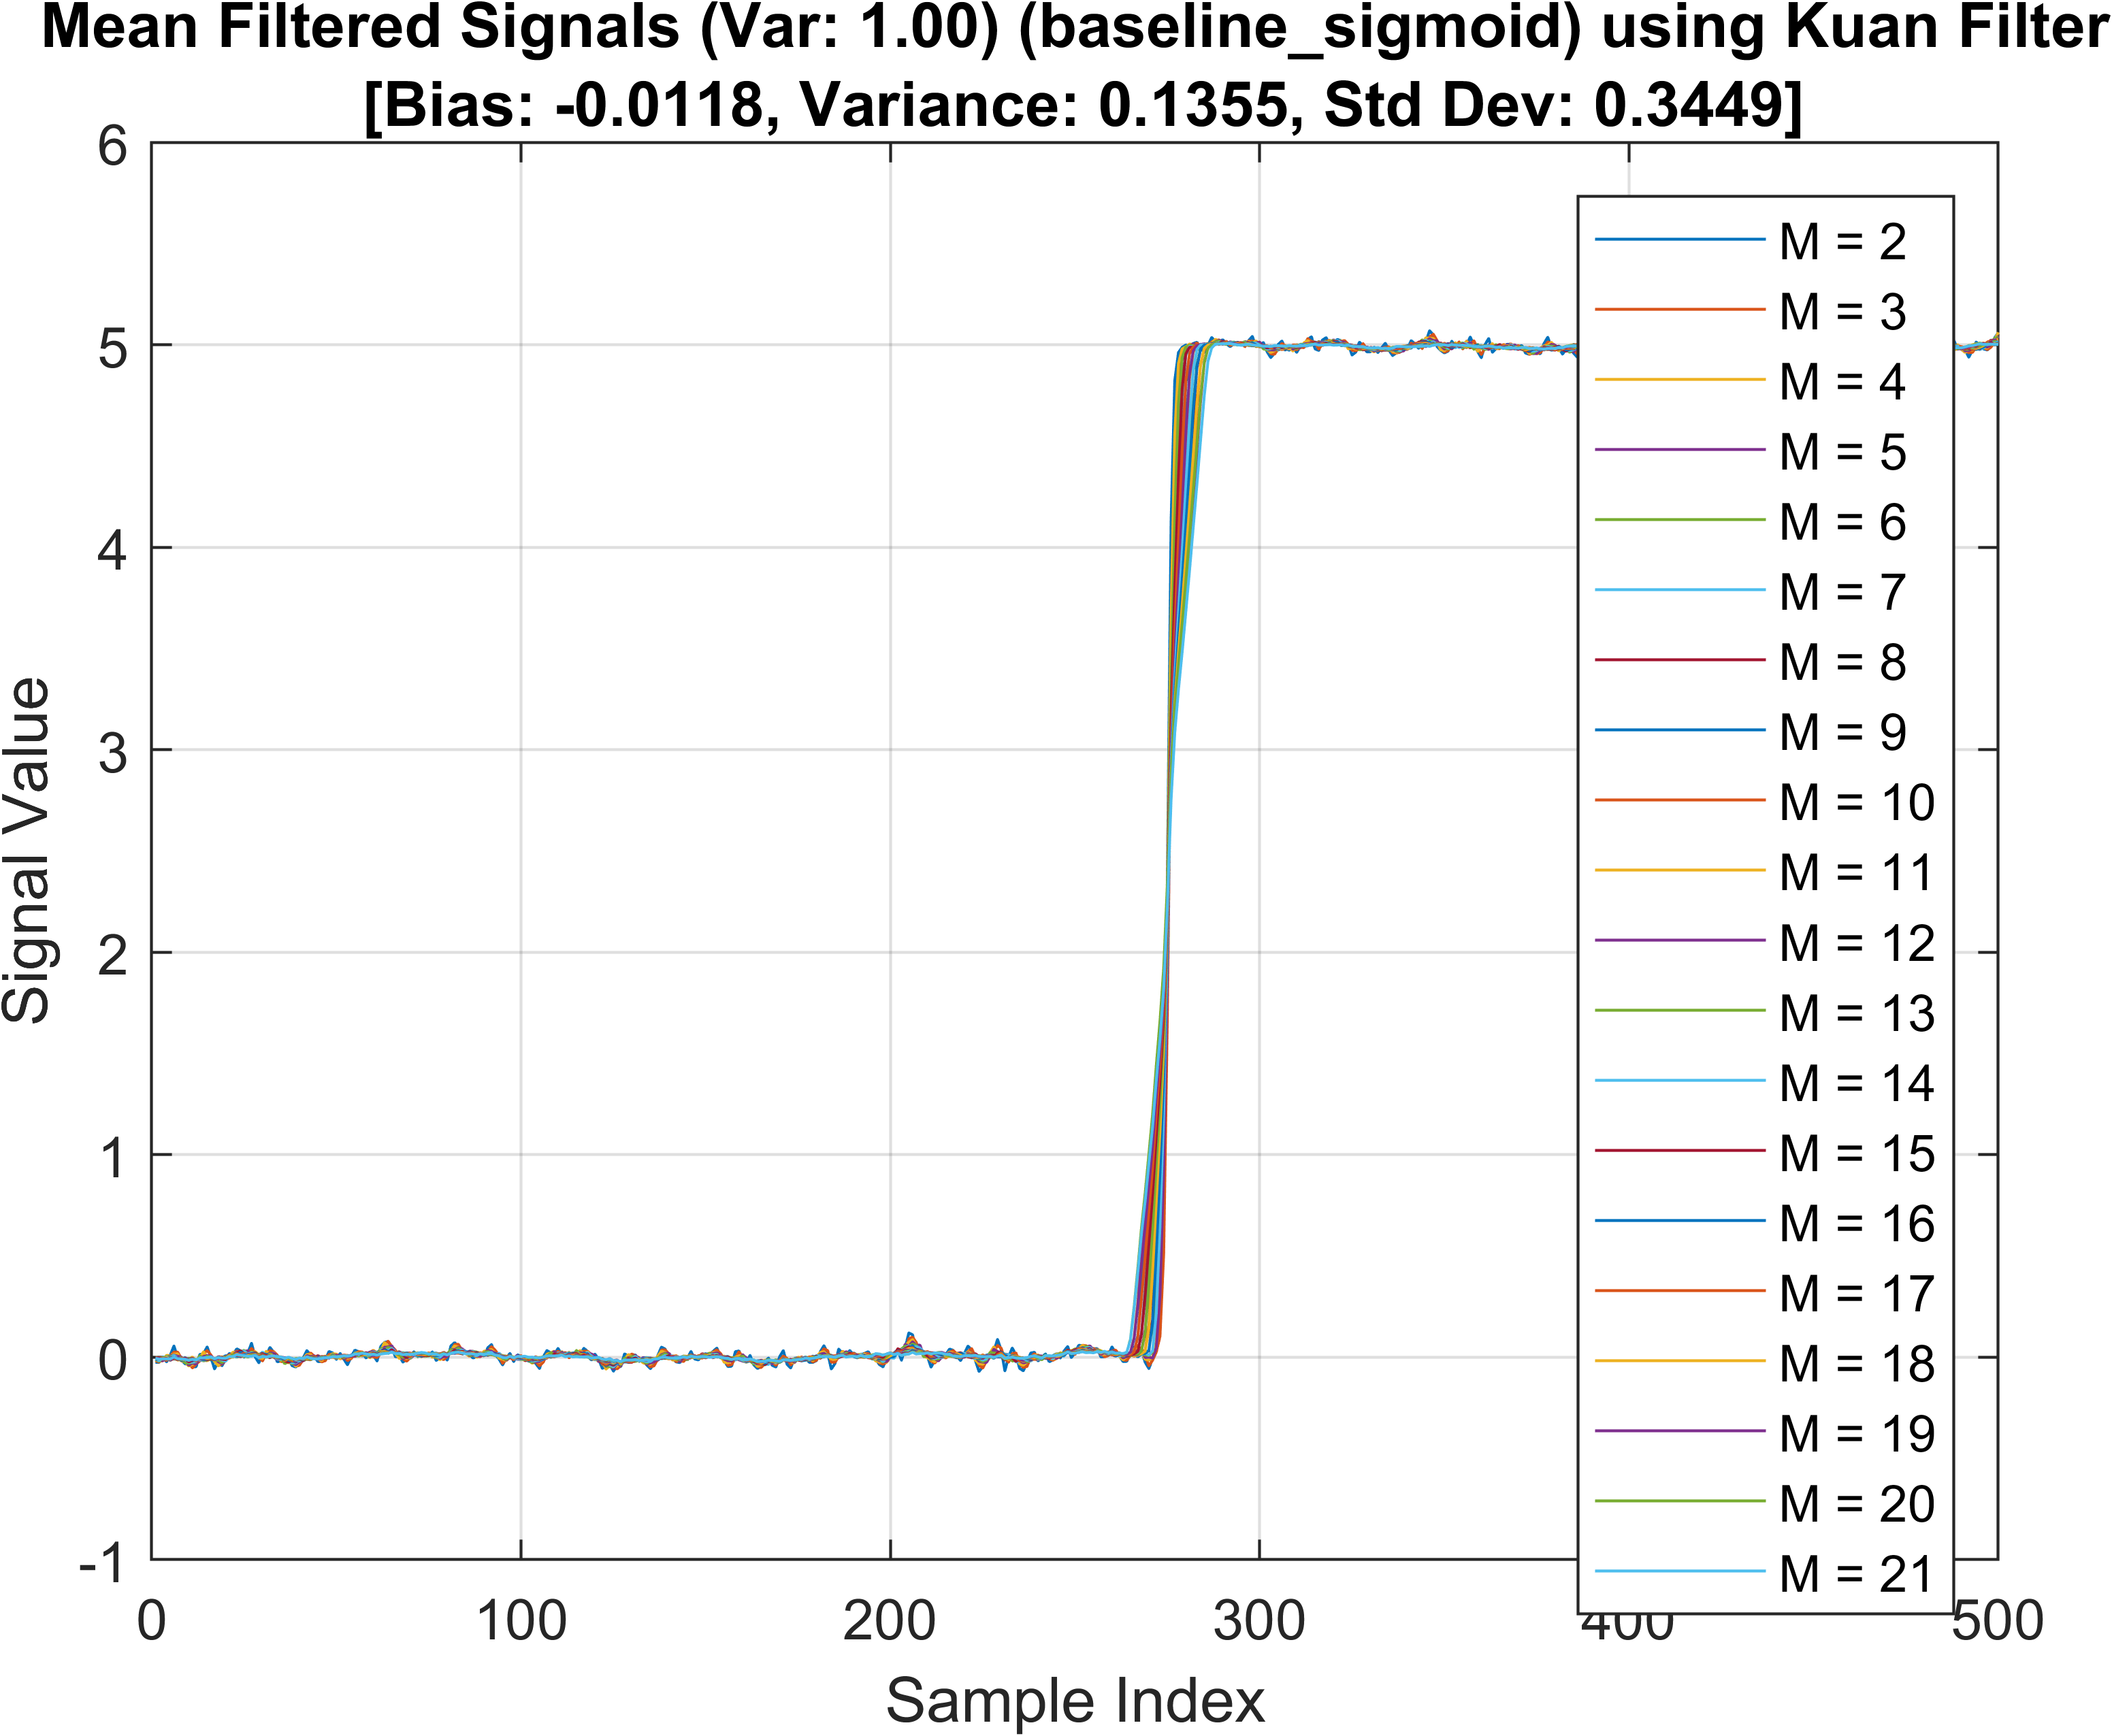 Mean Filtered Signals (Var: 1.00) (baseline_sigmoid) using Kuan Filter
[Bias: -0.0118, Variance: 0.1355, Std Dev: 0.3449]
6
5
4
3
2
1
0
-1
Signal Value
M = 2
M = 3
M = 4
M = 5
M = 6
M = 7
M = 8
M = 9
M = 10
M = 11
M = 12
M = 13
M = 14
M = 15
M = 16
M = 17
M = 18
M = 19
M = 20
M = 21
0 100 200 300 400 500
Sample Index